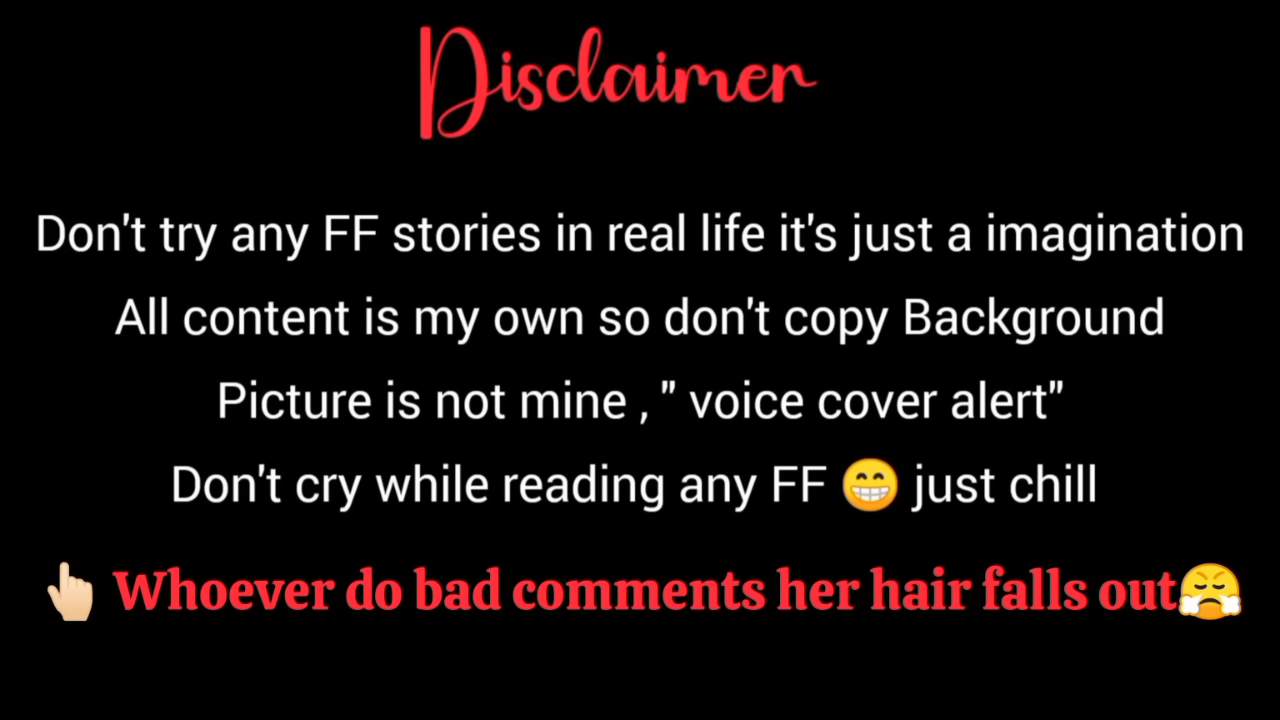 Disclaimer
Don't try any FF stories in real life it's just a imagination
All content is my own so don't copy Background
Picture is not mine , " voice cover alert"
Don't cry while reading any FF 😁 just chill
👆🏻 Whoever do bad comments her hair falls out😤